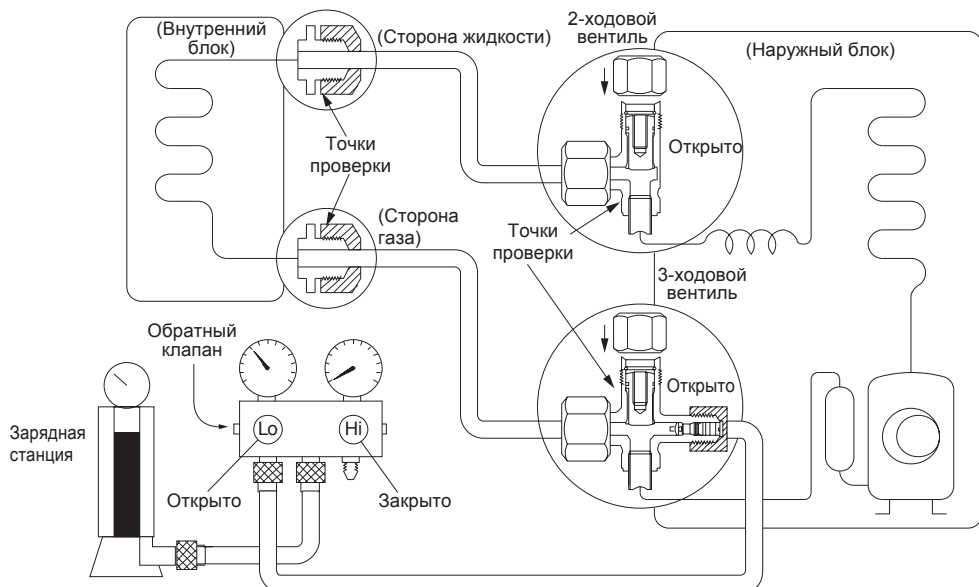 (Внутренний
блок)
(Сторона жидкости)
2-ходовой
вентиль
(Наружный блок)
Открыто
Точки
проверки
(Сторона
газа)
Точки
проверки
3-ходовой
вентиль
Обратный
клапан
Открыто
Зарядная
станция
Lo
Hi
Открыто
Закрыто